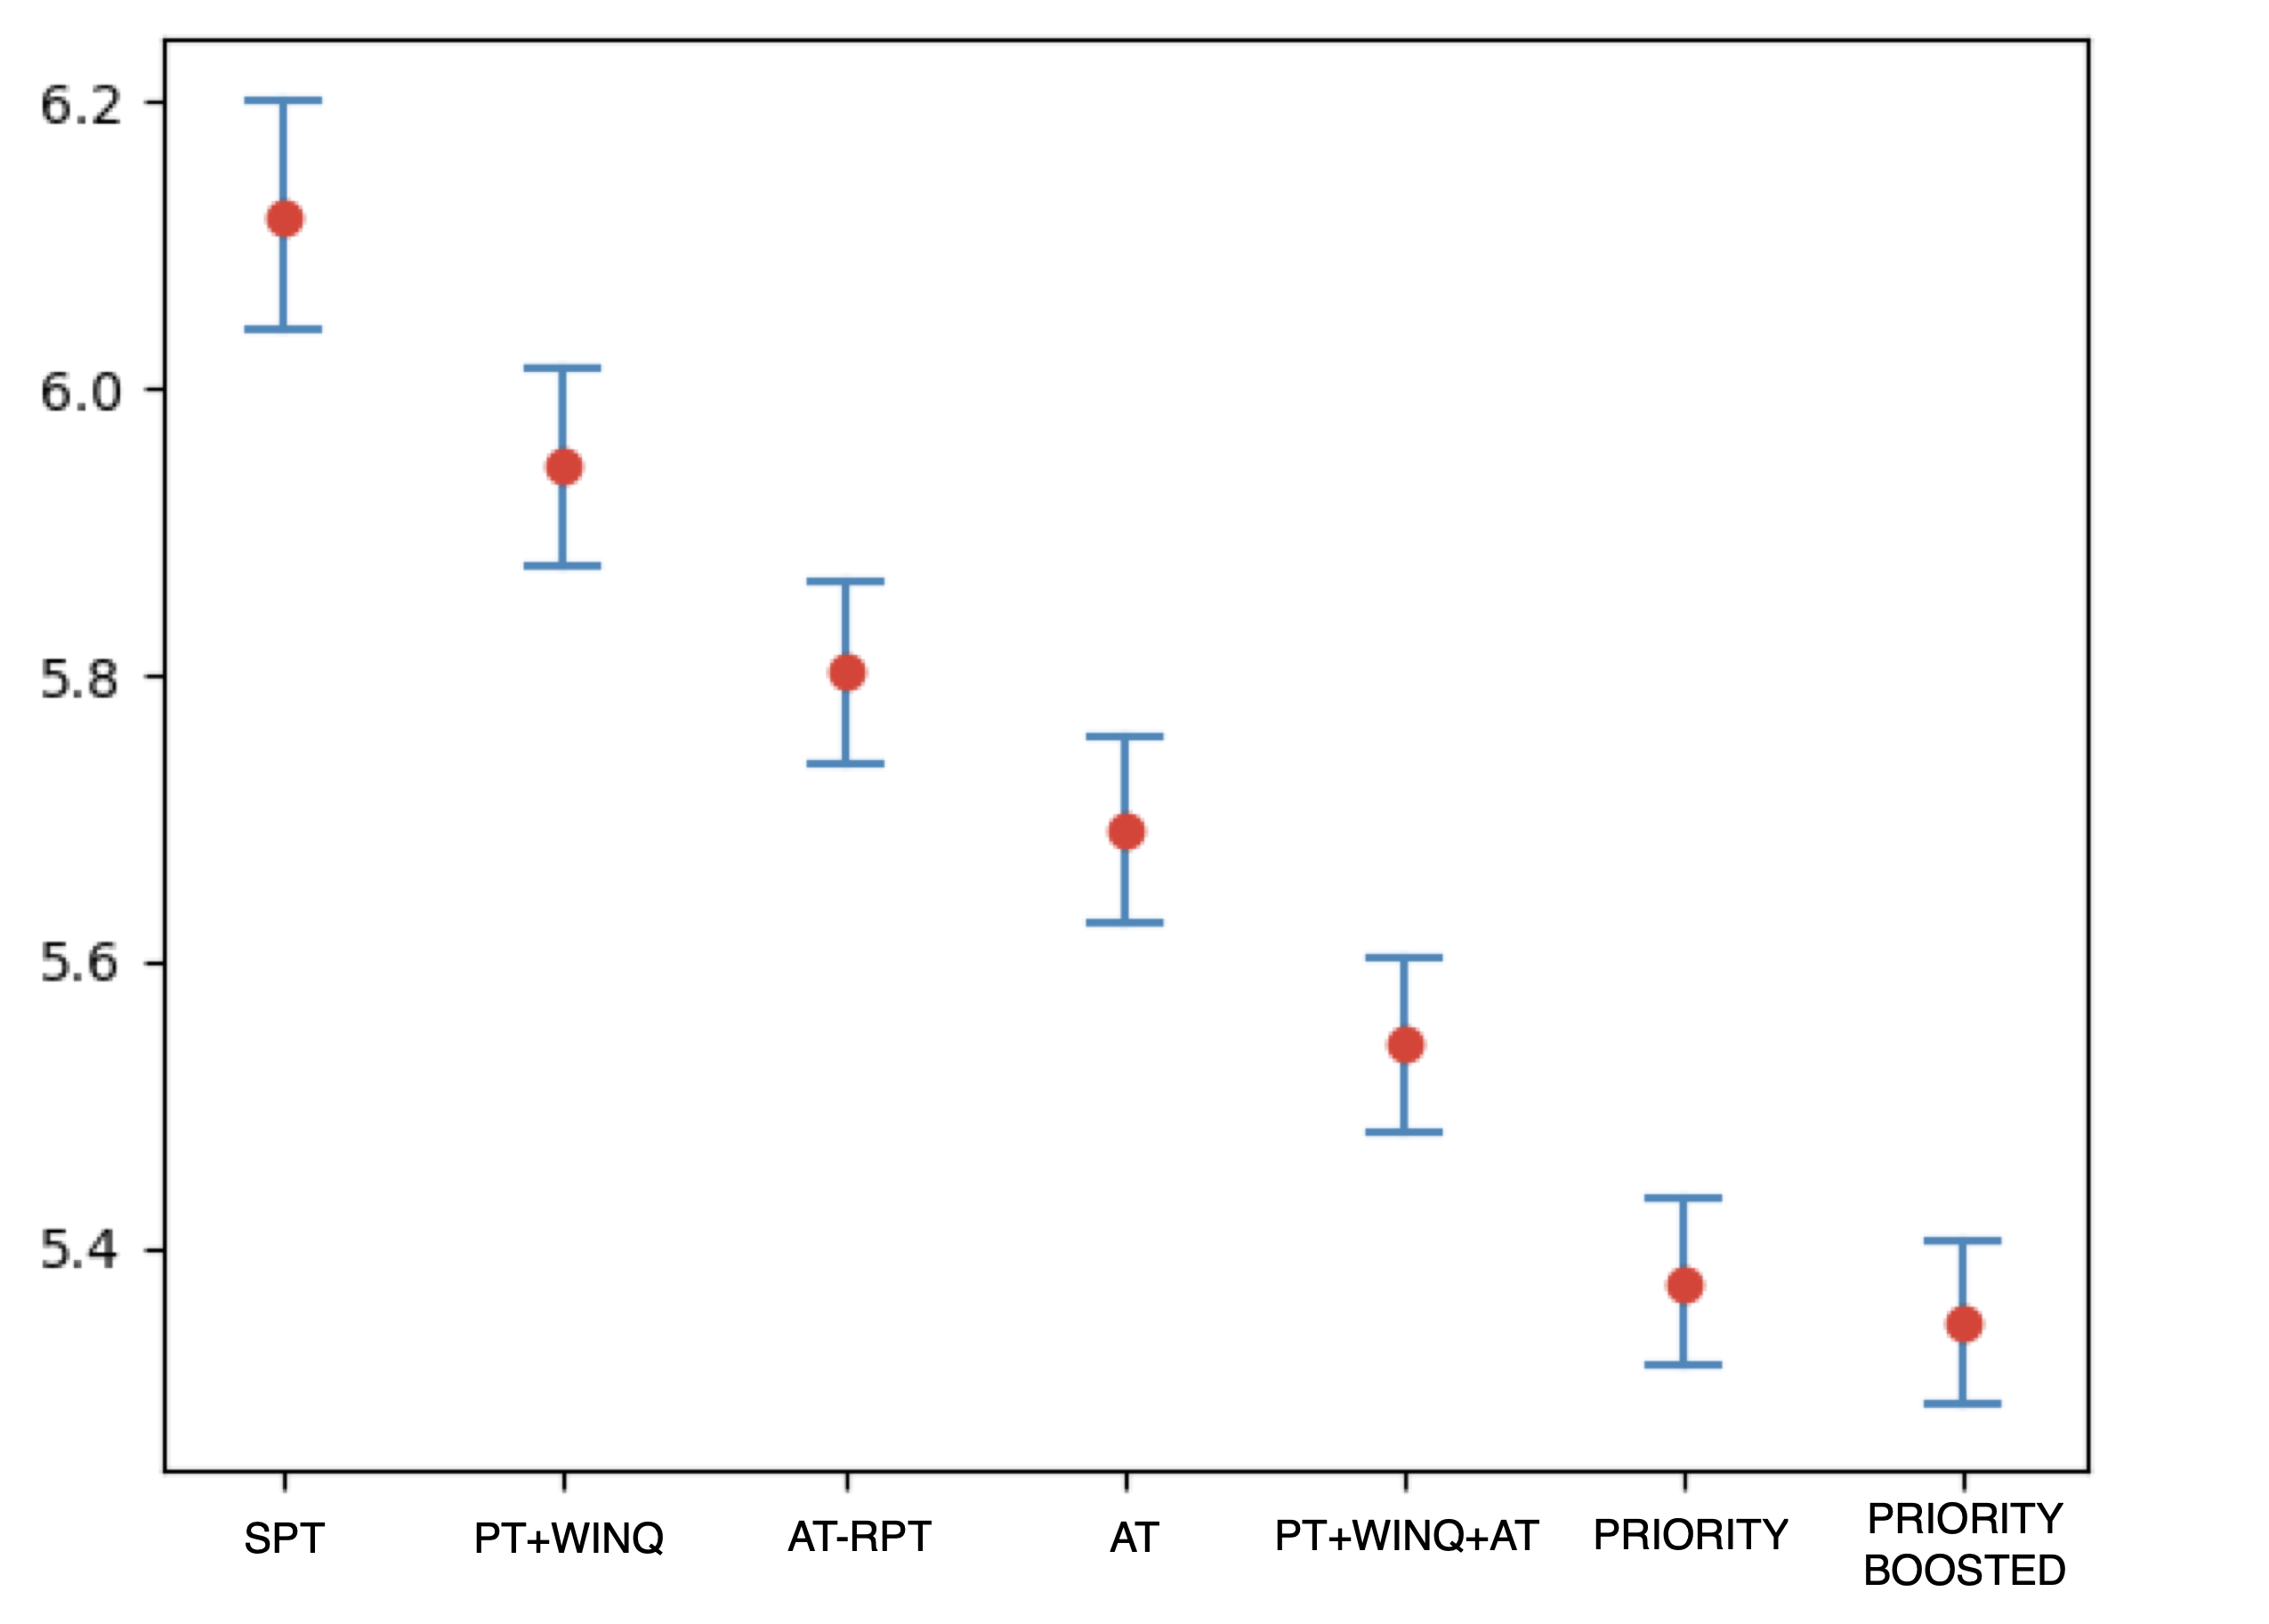 6.2
6.0
5.8
5.6
5.4
SPT
PT+WINQ
AT-RPT
AT
PT+WINQ+AT
PRIORITY
PRIORITY
BOOSTED